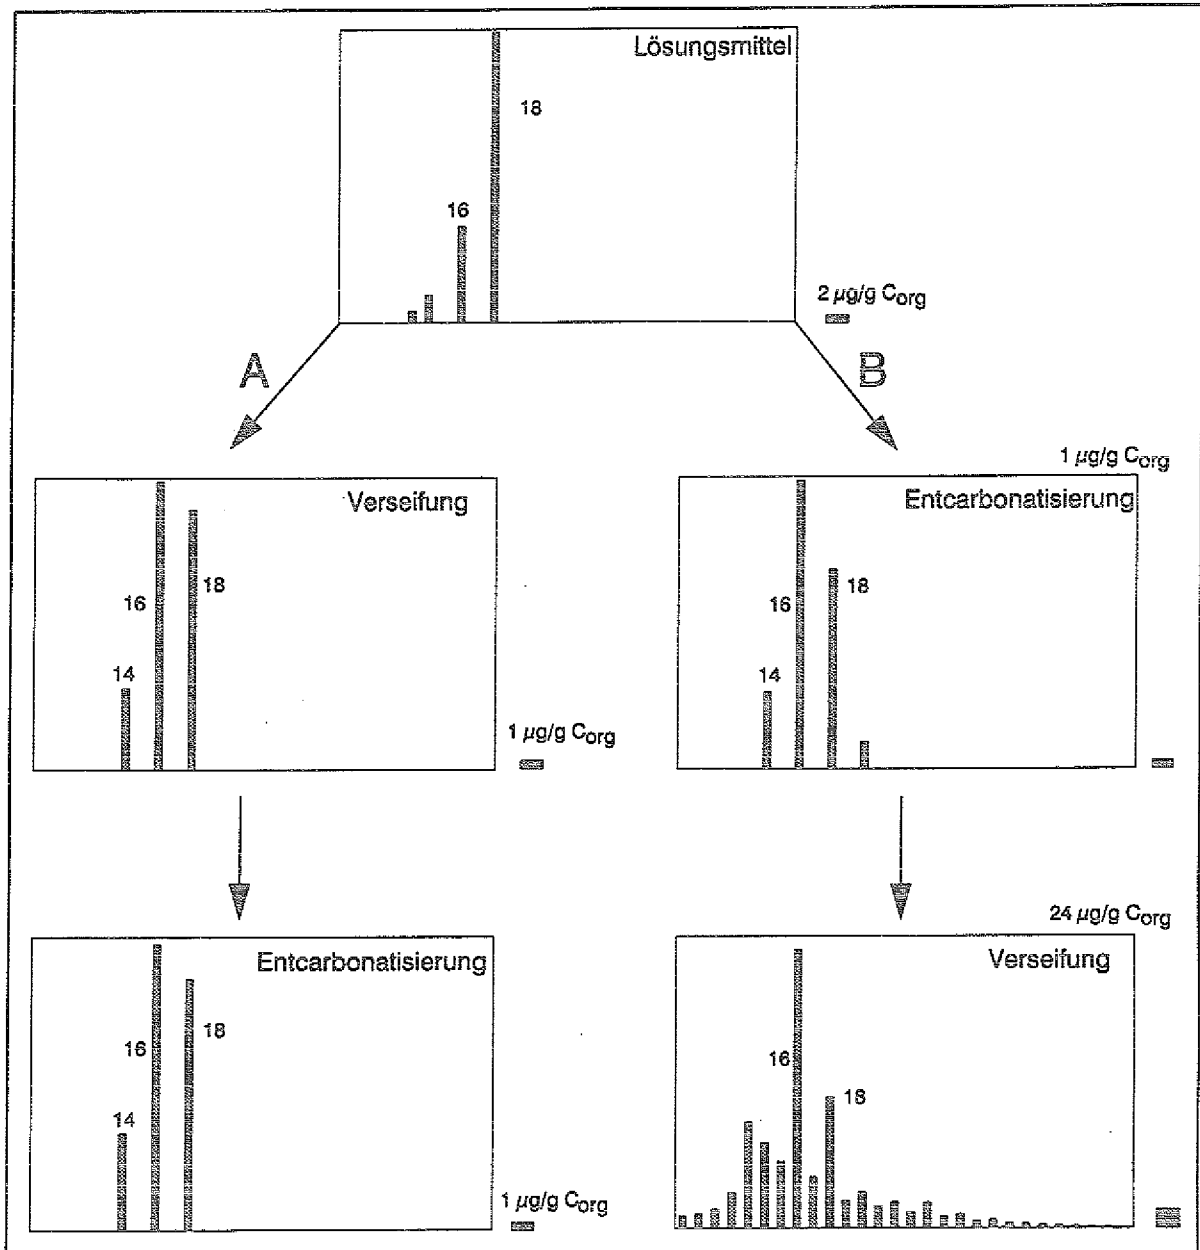 Lösungsmittel
18
16
2 µg/g Corg
A
B
1 µg/g Corg
Verseifung
16
18
14
1 µg/g Corg
Entcarbonatisierung
16
18
14
24 µg/g Corg
Entcarbonatisierung
16
18
14
1 µg/g Corg
Verseifung
16
18